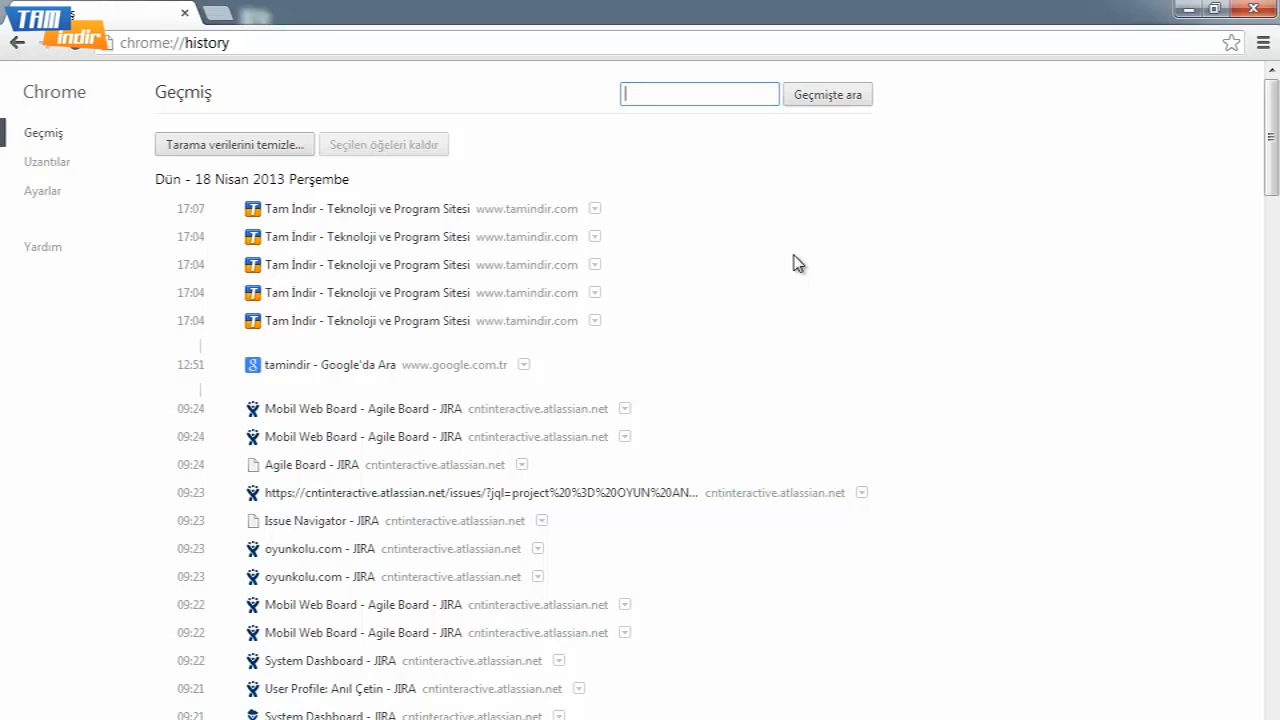 TAM
indir
ş
chrome://history
Chrome
Geçmiş
Geçmişte ara
Geçmiş
Uzantılar
Ayarlar
Yardım
Tarama verilerini temizle...
Seçilen öğeleri kaldır
Dün - 18 Nisan 2013 Perşembe
17:07 Tam İndir - Teknoloji ve Program Sitesi www.tamindir.com
17:04 Tam İndir - Teknoloji ve Program Sitesi www.tamindir.com
17:04 Tam İndir - Teknoloji ve Program Sitesi www.tamindir.com
17:04 Tam İndir - Teknoloji ve Program Sitesi www.tamindir.com
17:04 Tam İndir - Teknoloji ve Program Sitesi www.tamindir.com
12:51 tamindir - Google'da Ara www.google.com.tr
09:24 Mobil Web Board - Agile Board - JIRA cntinteractive.atlassian.net
09:24 Mobil Web Board - Agile Board - JIRA cntinteractive.atlassian.net
09:24 Agile Board - JIRA cntinteractive.atlassian.net
09:23 https://cntinteractive.atlassian.net/issues/?jql=project%20%3D%20OYUN%20AN... cntinteractive.atlassian.net
09:23 Issue Navigator - JIRA cntinteractive.atlassian.net
09:23 oyunkolu.com - JIRA cntinteractive.atlassian.net
09:23 oyunkolu.com - JIRA cntinteractive.atlassian.net
09:22 Mobil Web Board - Agile Board - JIRA cntinteractive.atlassian.net
09:22 Mobil Web Board - Agile Board - JIRA cntinteractive.atlassian.net
09:22 System Dashboard - JIRA cntinteractive.atlassian.net
09:21 User Profile: Anıl Çetin - JIRA cntinteractive.atlassian.net
09:21 System Dashboard - JIRA cntinteractive.atlassian.net